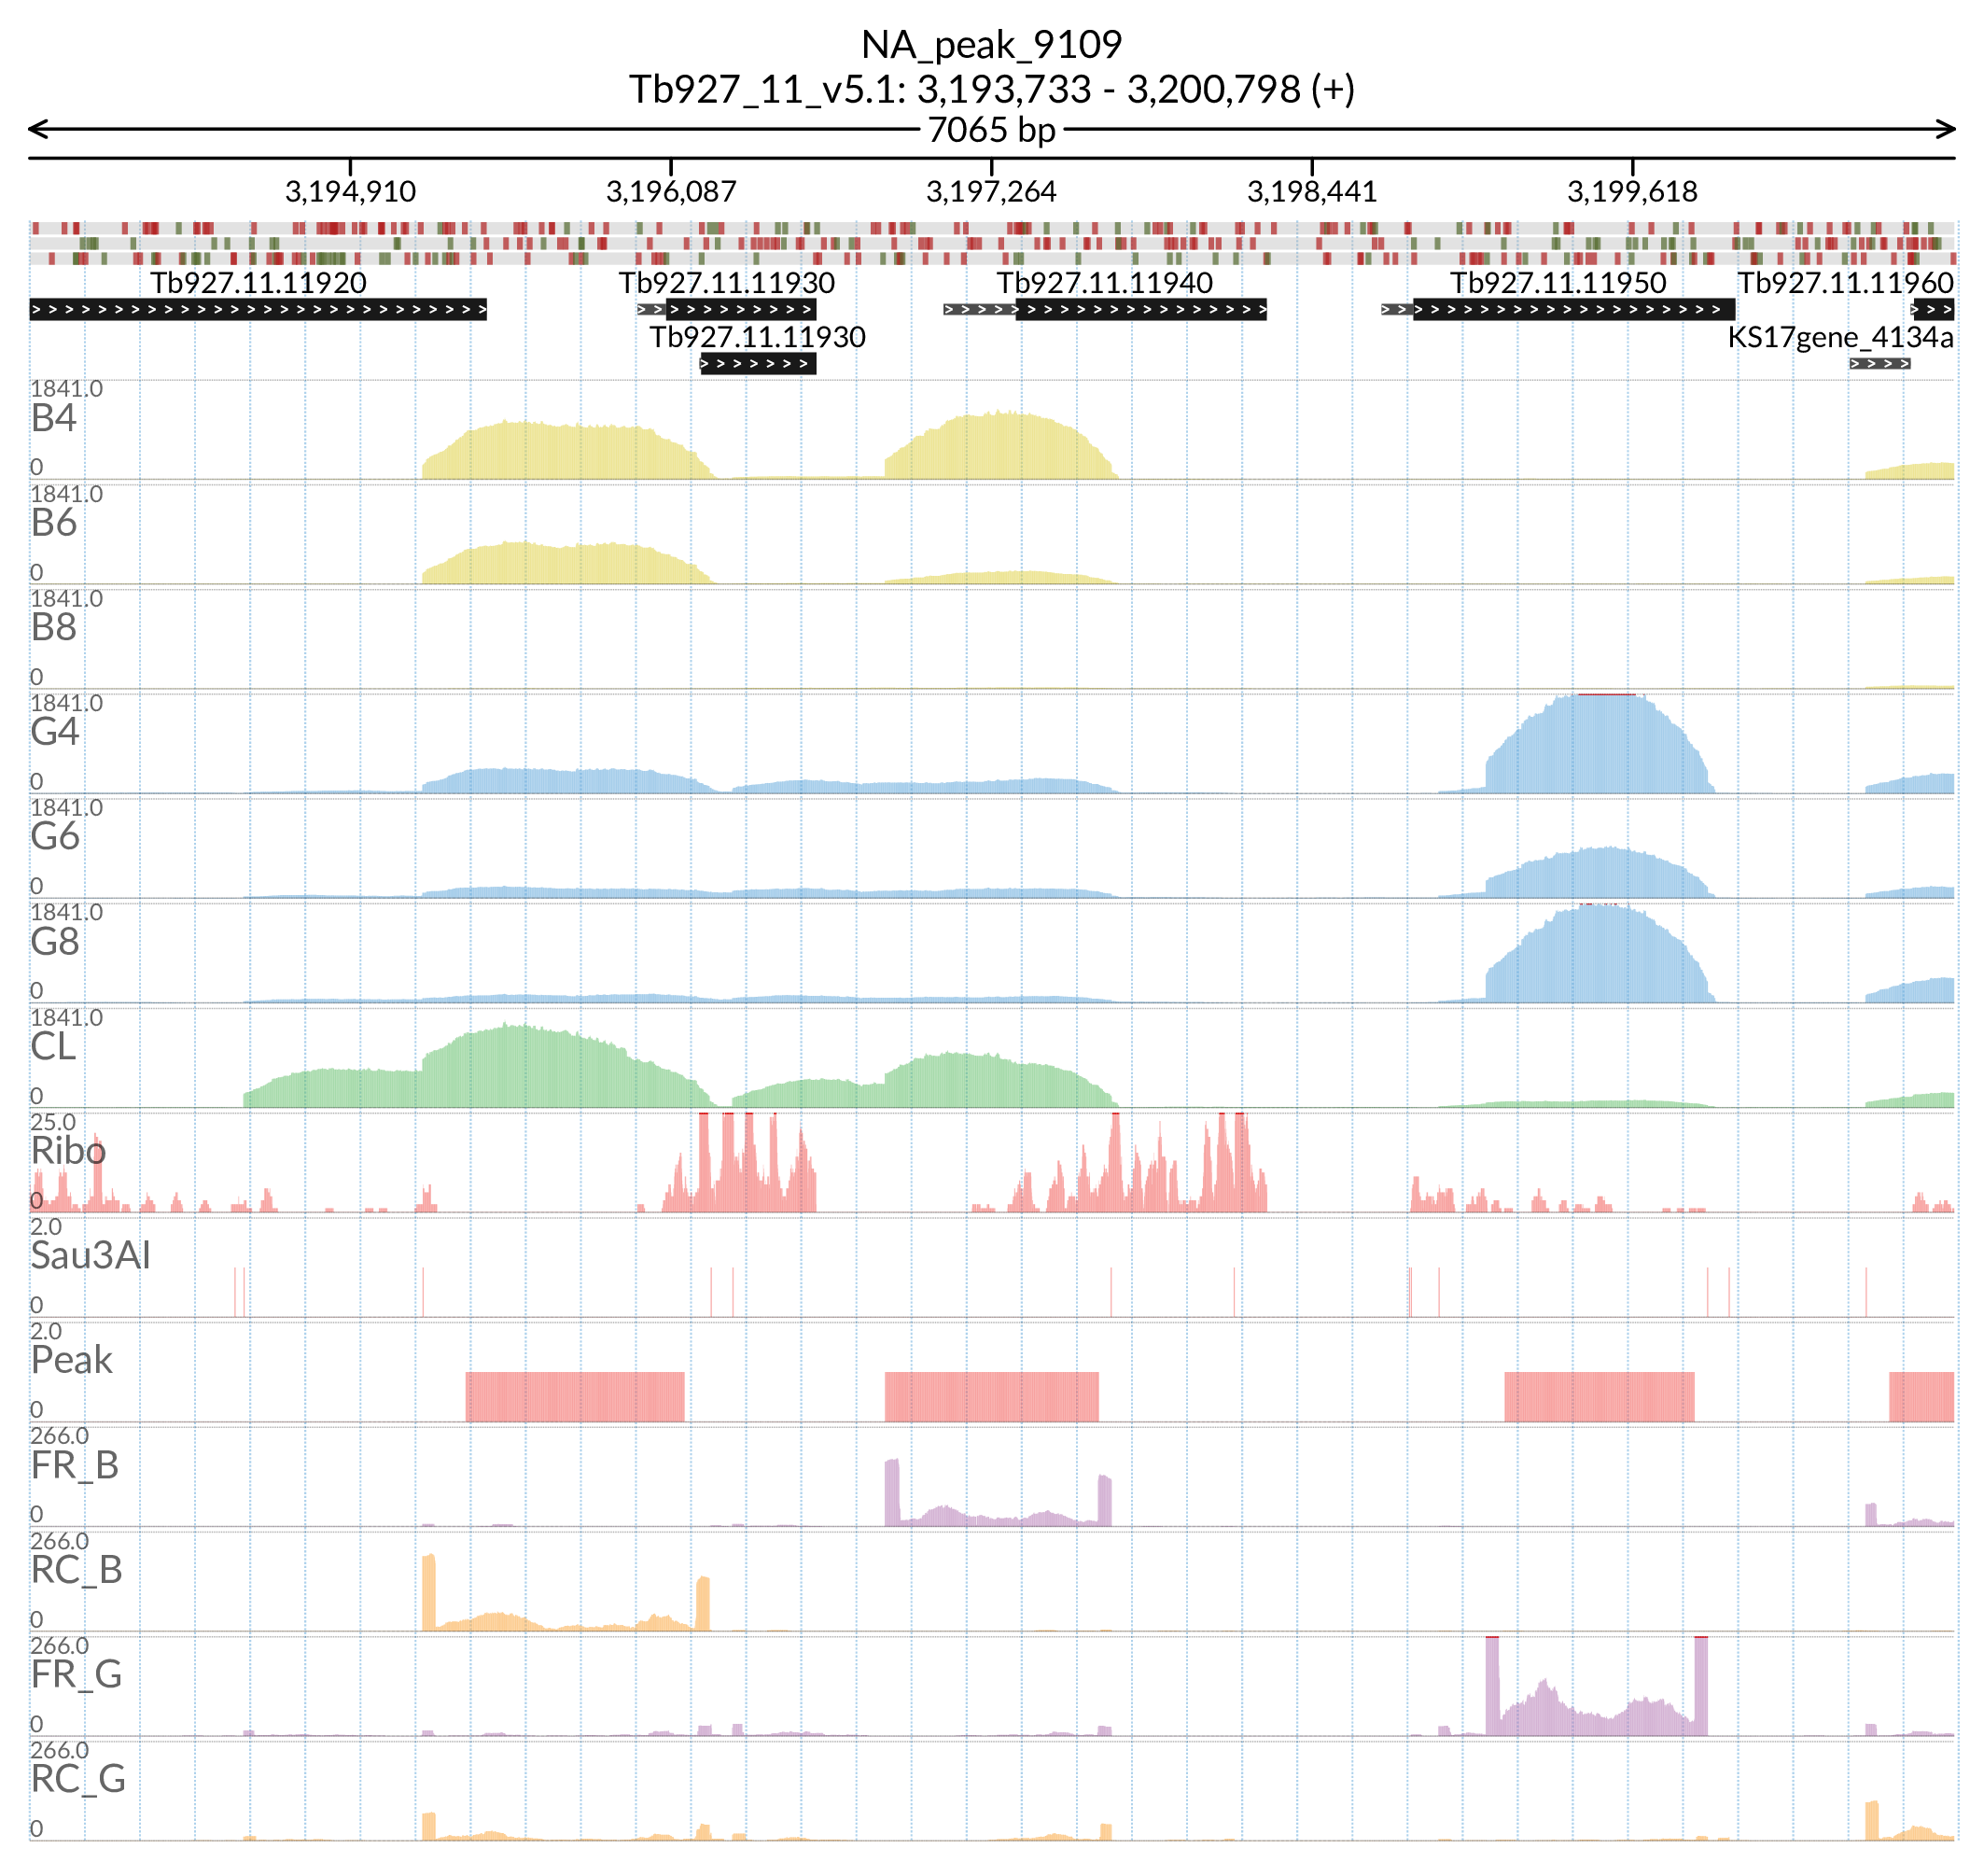 NA_peak_9109
Tb927_11_v5.1: 3,193,733 - 3,200,798 (+)
7065 bp
3,194,910 3,196,087 3,197,264 3,198,441 3,199,618
Tb927.11.11920 Tb927.11.11930 Tb927.11.11940 Tb927.11.11950 Tb927.11.11960
Tb927.11.11930 KS17gene_4134a
1841.0
B4
0
1841.0
B6
0
1841.0
B8
0
1841.0
G4
0
1841.0
G6
0
1841.0
G8
0
1841.0
CL
0
25.0
Ribo
0
2.0
Sau3AI
0
2.0
Peak
0
266.0
FR_B
0
266.0
RC_B
0
266.0
FR_G
0
266.0
RC_G
0